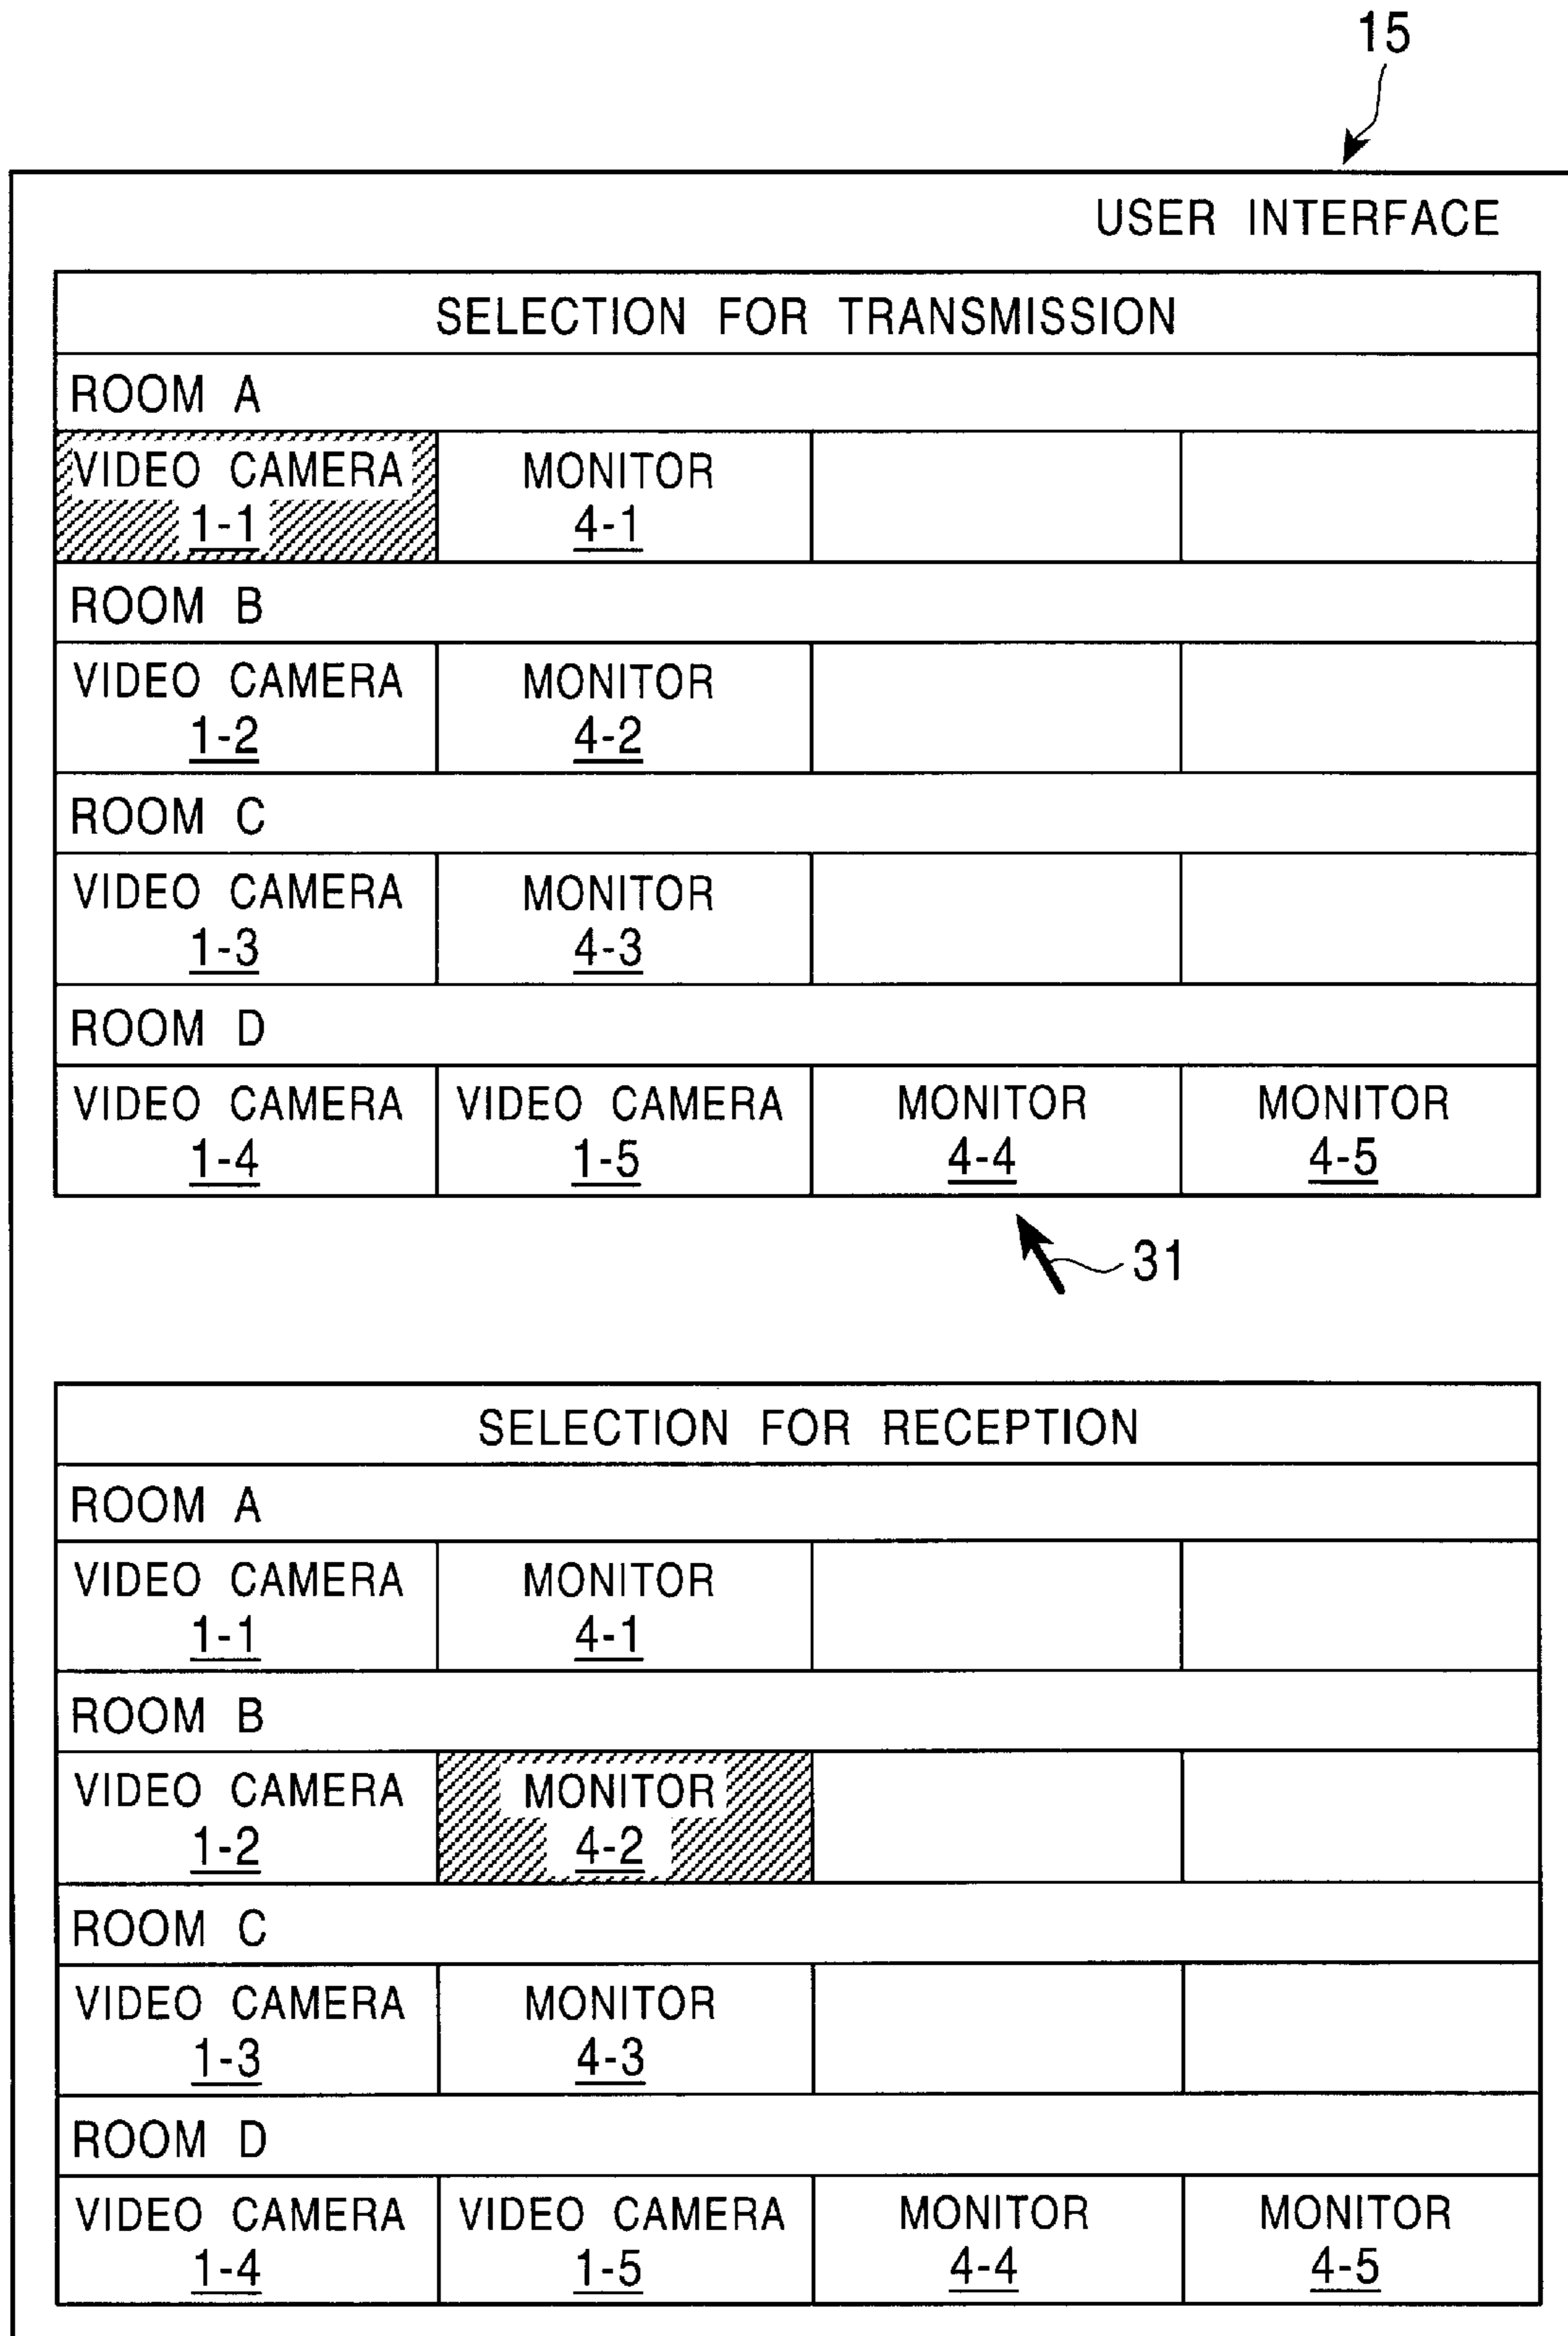 15
USER INTERFACE
SELECTION FOR TRANSMISSION
ROOM A
VIDEO CAMERA MONITOR
1-1 4-1
ROOM B
VIDEO CAMERA MONITOR
1-2 4-2
ROOM C
VIDEO CAMERA MONITOR
1-3 4-3
ROOM D
VIDEO CAMERA VIDEO CAMERA MONITOR MONITOR
1-4 1-5 4-4 4-5
31
SELECTION FOR RECEPTION
ROOM A
VIDEO CAMERA MONITOR
1-1 4-1
ROOM B
VIDEO CAMERA MONITOR
1-2 4-2
ROOM C
VIDEO CAMERA MONITOR
1-3 4-3
ROOM D
VIDEO CAMERA VIDEO CAMERA MONITOR MONITOR
1-4 1-5 4-4 4-5